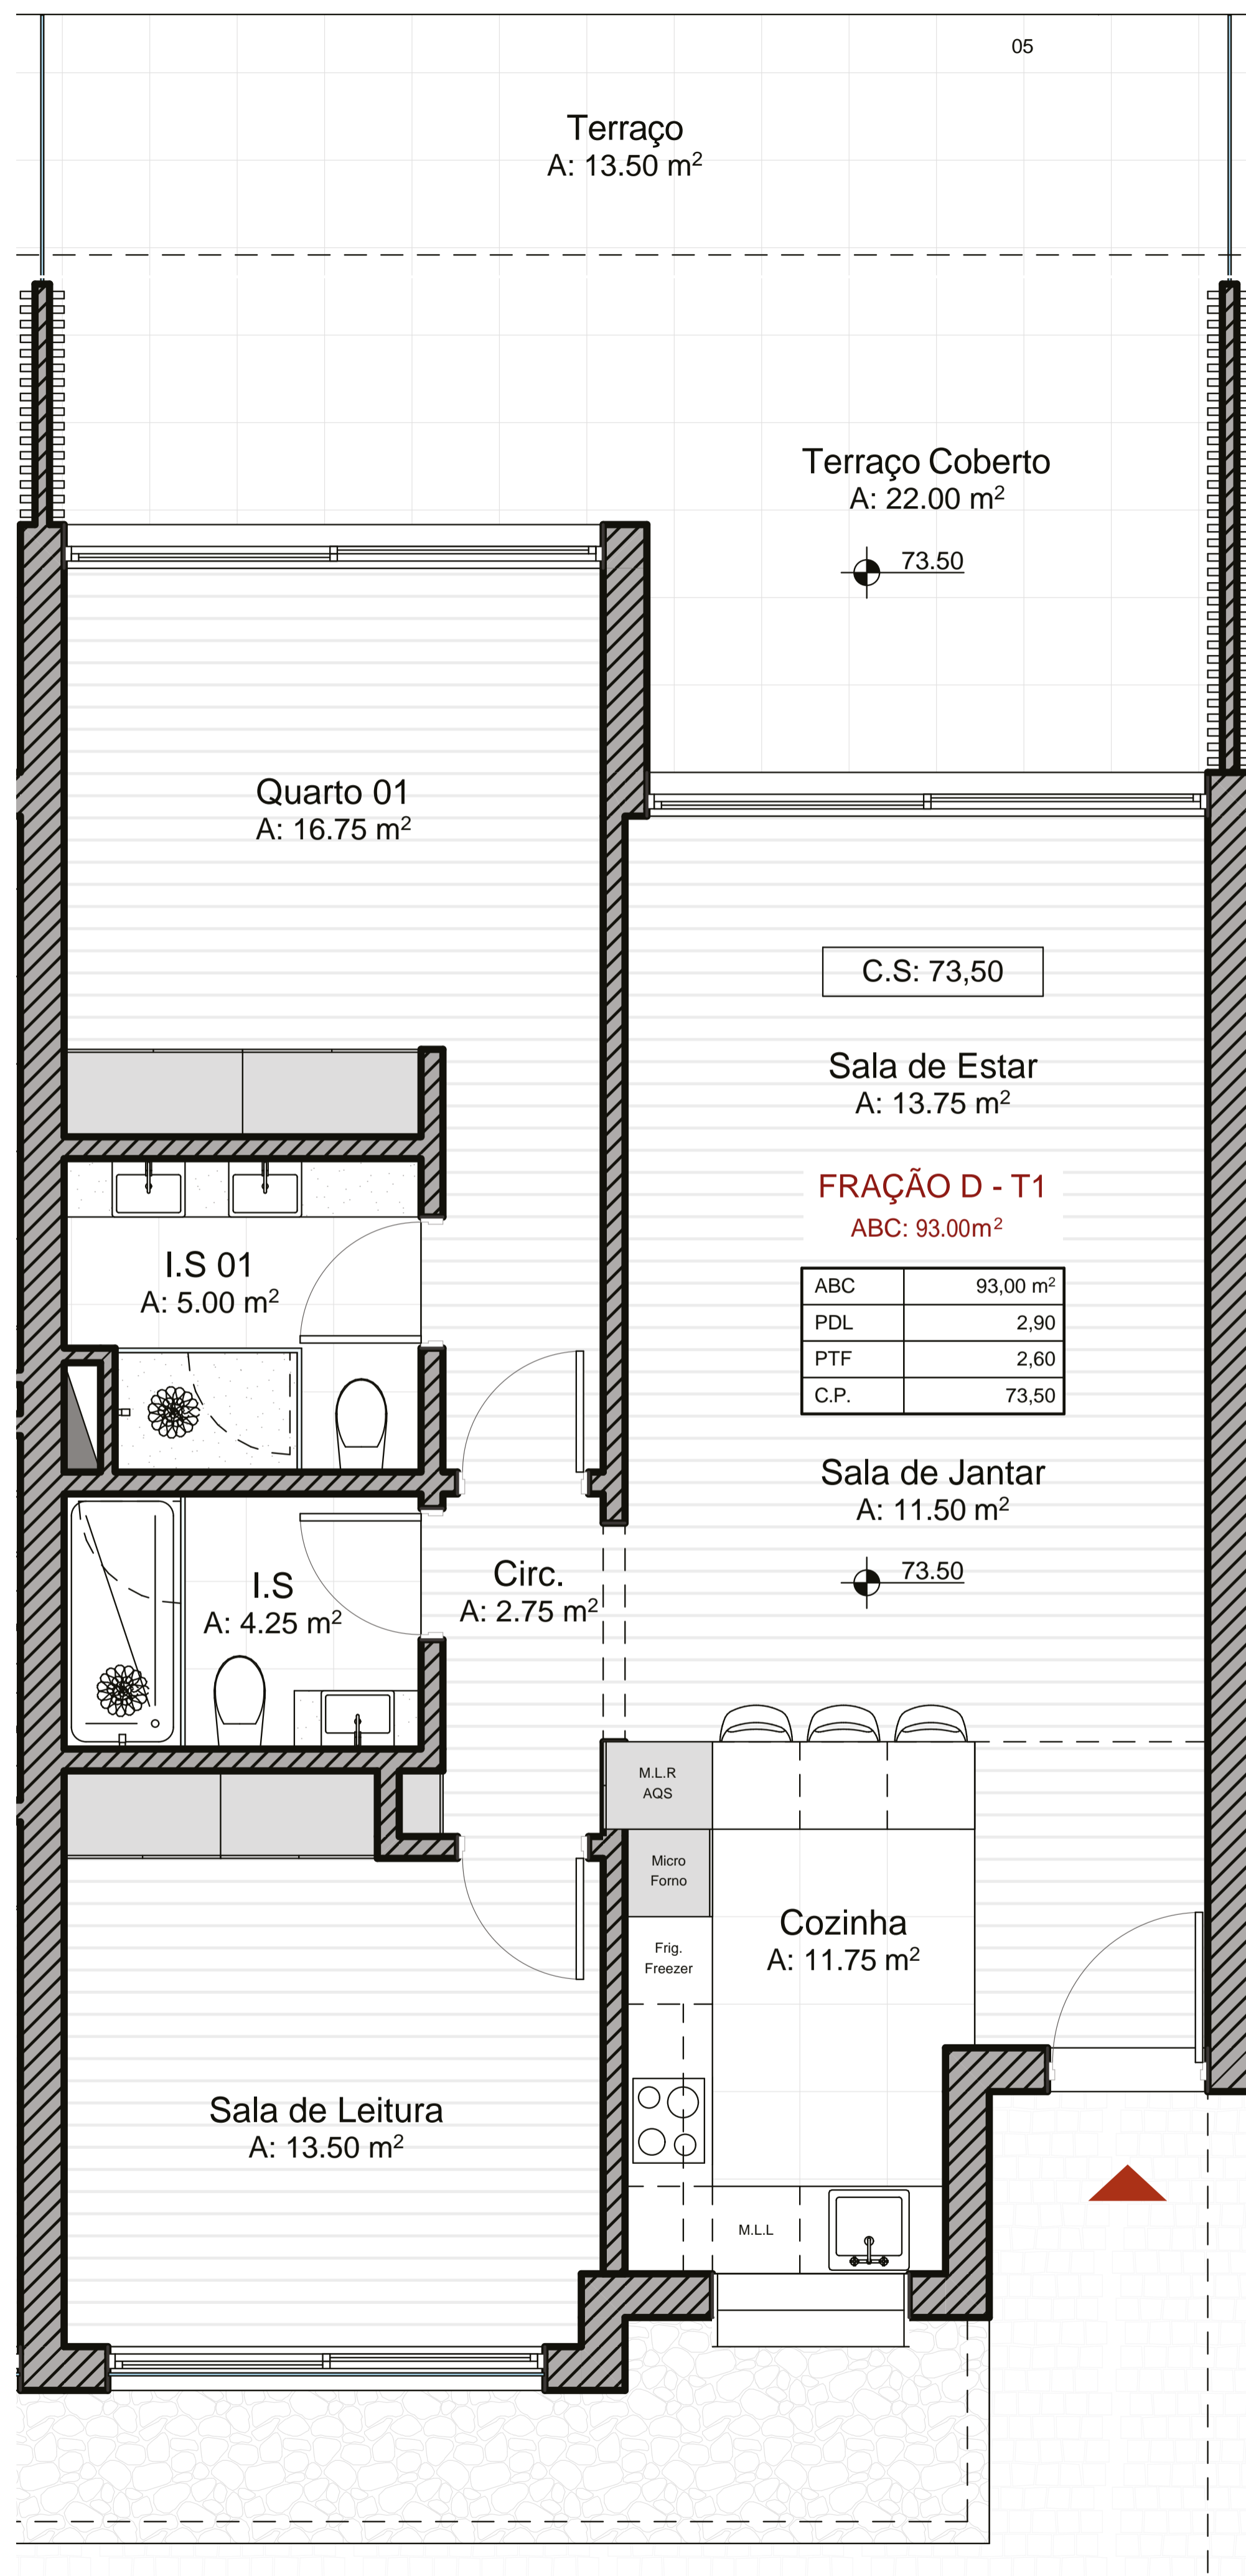 05
Terraço
A: 13.50 m²
Terraço Coberto
A: 22.00 m²
73.50
Quarto 01
A: 16.75 m²
C.S: 73,50
Sala de Estar
A: 13.75 m²
FRAÇÃO D - T1
ABC: 93.00m²
ABC 93,00 m²
PDL 2,90
PTF 2,60
C.P. 73,50
I.S 01
A: 5.00 m²
Sala de Jantar
A: 11.50 m²
73.50
I.S
A: 4.25 m²
Circ.
A: 2.75 m²
M.L.R
AQS
Micro
Forno
Frig.
Freezer
Cozinha
A: 11.75 m²
Sala de Leitura
A: 13.50 m²
M.L.L